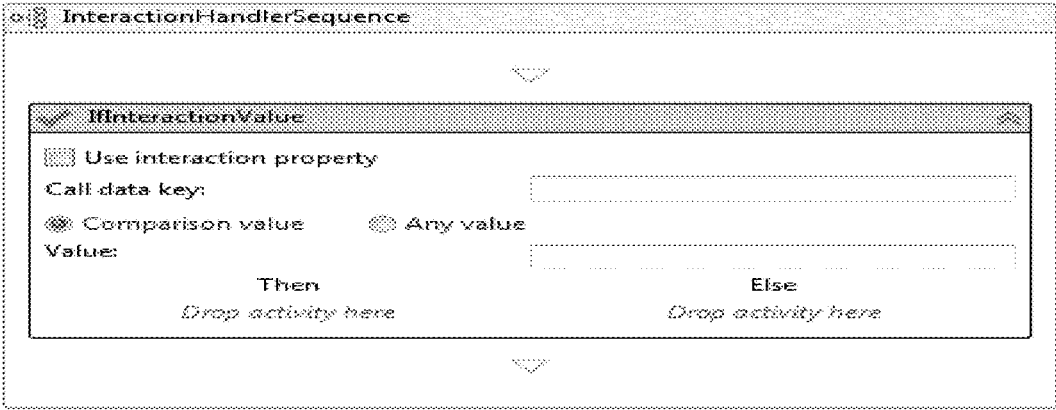 InteractionHandlerSequence
IfInteractionValue
Use interaction property
Call data key:
Comparison value Any value
Value:
Then Else
Drop activity here Drop activity here